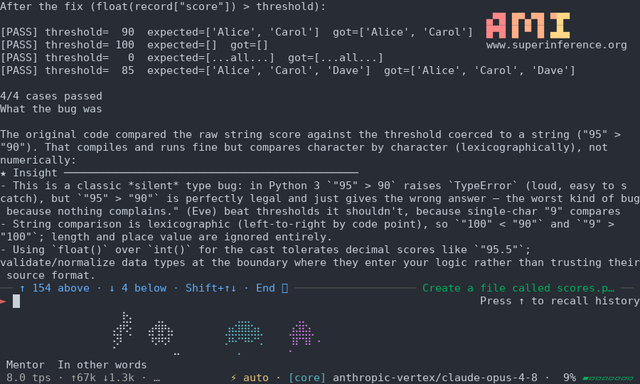 After the fix (float(record["score"]) > threshold):
AMI
www.superinference.org
[PASS] threshold=  90  expected=['Alice', 'Carol']  got=['Alice', 'Carol']
[PASS] threshold= 100  expected=[]  got=[]
[PASS] threshold=   0  expected=[...all...]  got=[...all...]
[PASS] threshold=  85  expected=['Alice', 'Carol', 'Dave']  got=['Alice', 'Carol', 'Dave']
4/4 cases passed
What the bug was
The original code compared the raw string score against the threshold coerced to a string ("95" >
"90"). That compiles and runs fine but compares character by character (lexicographically), not
numerically:
★ Insight ───────────────────────────────────────────────
- This is a classic *silent* type bug: in Python 3 `"95" > 90` raises `TypeError` (loud, easy to s
catch), but `"95" > "90"` is perfectly legal and just gives the wrong answer — the worst kind of bug
 because nothing complains." (Eve) beat thresholds it shouldn't, because single-char "9" compares
- String comparison is lexicographic (left-to-right by code point), so `"100" < "90"` and `"9" >
"100"`; length and place value are ignored entirely.
- Using `float()` over `int()` for the cast tolerates decimal scores like `"95.5"`;
validate/normalize data types at the boundary where they enter your logic rather than trusting their
 source format.
── ↑ 154 above · ↓ 4 below · Shift+↑↓ · End ── Create a file called scores.p… ──
Press ↑ to recall history
Mentor  In other words
8.0 tps · ↑67k ↓1.3k · …  ⚡ auto · [core] anthropic-vertex/claude-opus-4-8 ·  9%